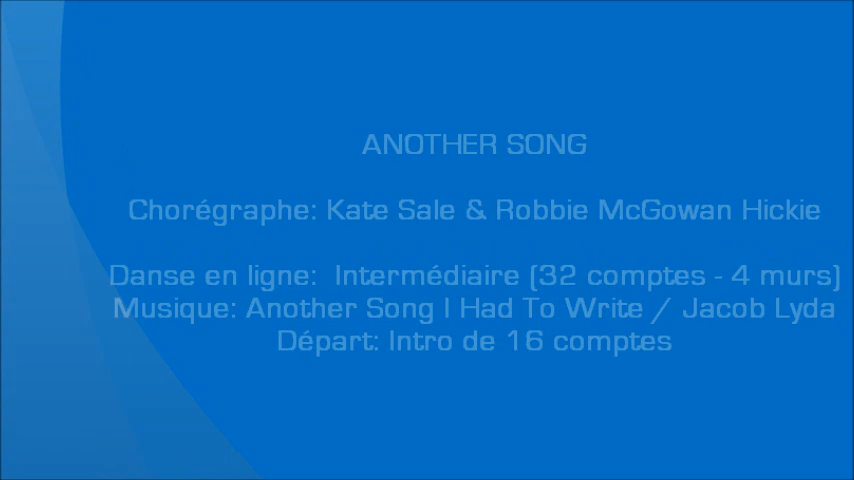 ANOTHER SONG
Chorégraphe: Kate Sale & Robbie McGowan Hickie
Danse en ligne: Intermédiaire (32 comptes - 4 murs)
Musique: Another Song I Had To Write / Jacob Lyda
Départ: Intro de 16 comptes